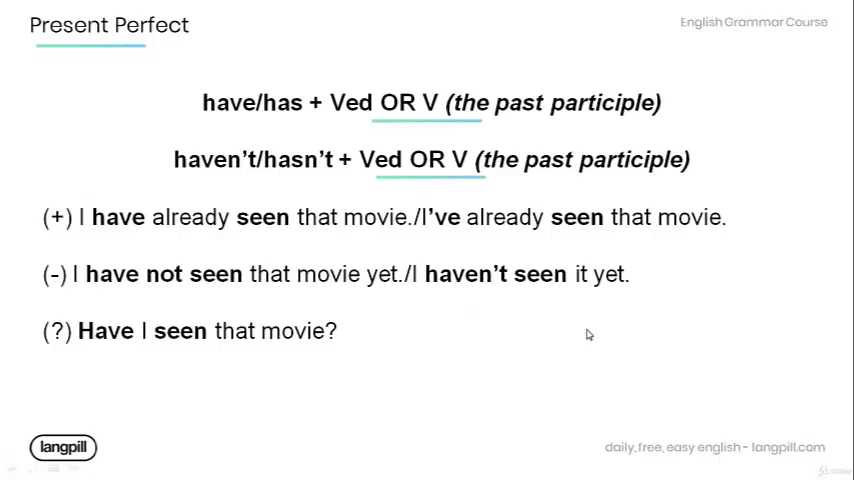 Present Perfect
English Grammar Course
have/has + Ved OR V (the past participle)
haven't/hasn't + Ved OR V (the past participle)
(+) I have already seen that movie./I've already seen that movie.
(-) I have not seen that movie yet./I haven't seen it yet.
(?) Have I seen that movie?
langpill
daily, free, easy english - langpill.com